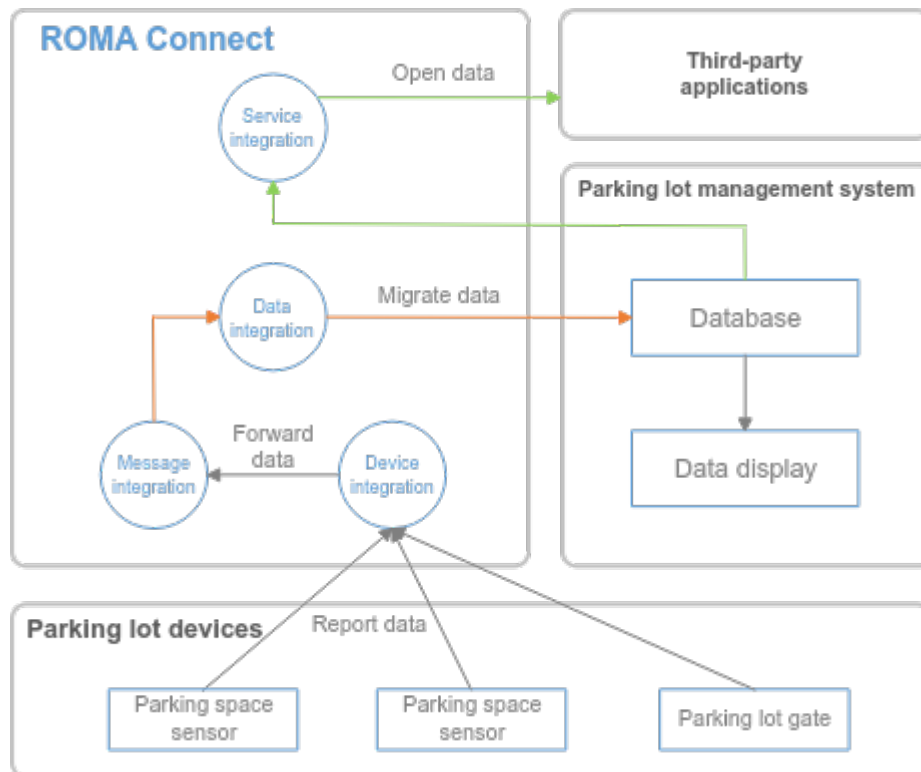 ROMA Connect
Open data
Third-party
applications
Service
integration
Parking lot management system
Data
integration
Migrate data
Database
Forward
data
Message
integration
Device
integration
Data display
Parking lot devices
Report data
Parking space
sensor
Parking space
sensor
Parking lot gate